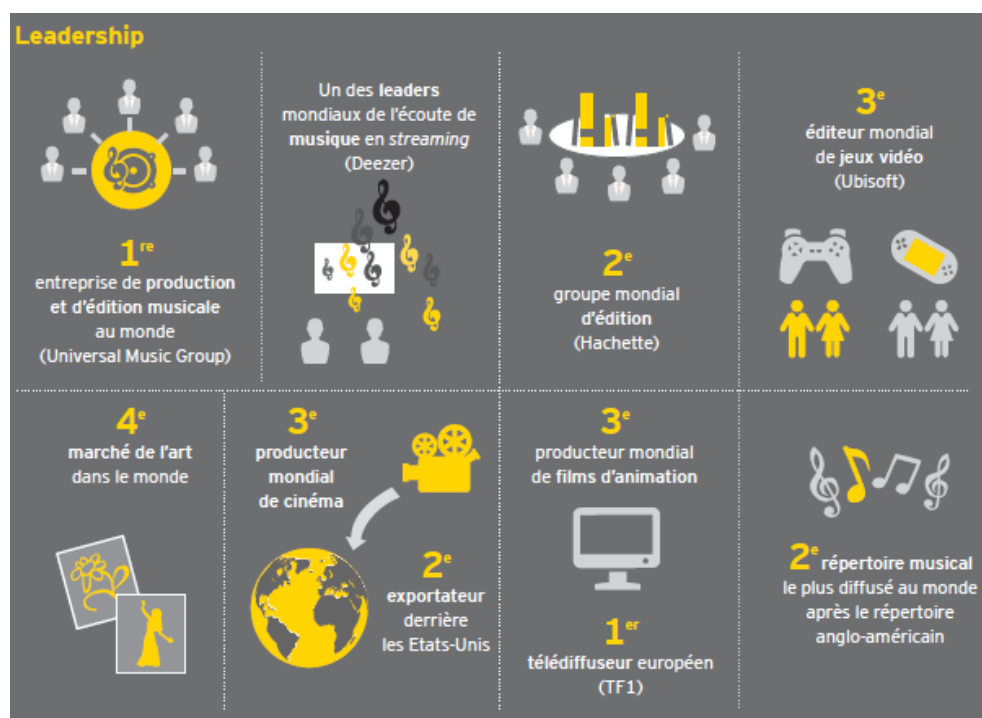 Leadership
1re
entreprise de production
et d'édition musicale
au monde
(Universal Music Group)
Un des leaders
mondiaux de l'écoute de
musique en streaming
(Deezer)
2e
groupe mondial
d'édition
(Hachette)
3e
éditeur mondial
de jeux vidéo
(Ubisoft)
4e
marché de l'art
dans le monde
3e
producteur
mondial
de cinéma
2e
exportateur
derrière
les Etats-Unis
3e
producteur mondial
de films d'animation
1er
télédiffuseur européen
(TF1)
2e répertoire musical
le plus diffusé au monde
après le répertoire
anglo-américain